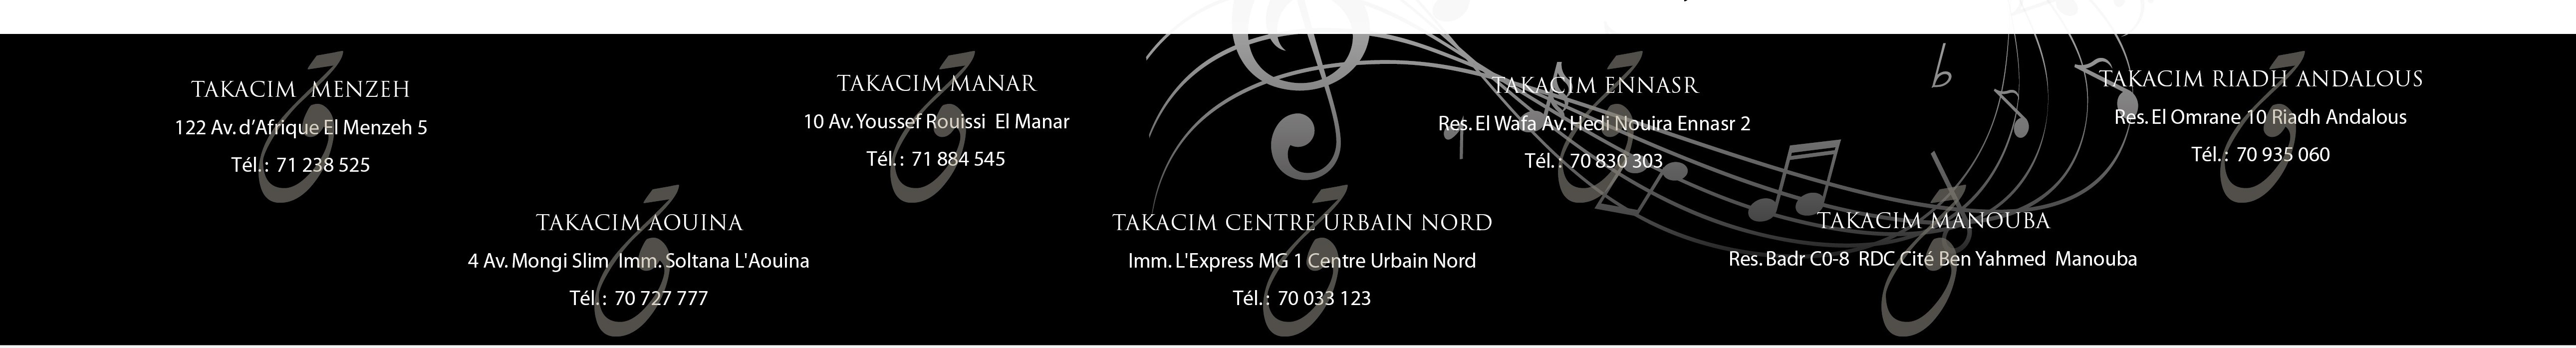 TAKACIM MENZEH
122 Av. d’Afrique El Menzeh 5
Tél. : 71 238 525
TAKACIM MANAR
10 Av. Youssef Rouissi El Manar
Tél. : 71 884 545
TAKACIM ENNASR
Res. El Wafa Av. Hedi Nouira Ennasr 2
Tél. : 70 830 303
TAKACIM RIADH ANDALOUS
Res. El Omrane 10 Riadh Andalous
Tél. : 70 935 060
TAKACIM AOUINA
4 Av. Mongi Slim Imm. Soltana L'Aouina
Tél. : 70 727 777
TAKACIM CENTRE URBAIN NORD
Imm. L'Express MG 1 Centre Urbain Nord
Tél. : 70 033 123
TAKACIM MANOUBA
Res. Badr C0-8 RDC Cité Ben Yahmed Manouba